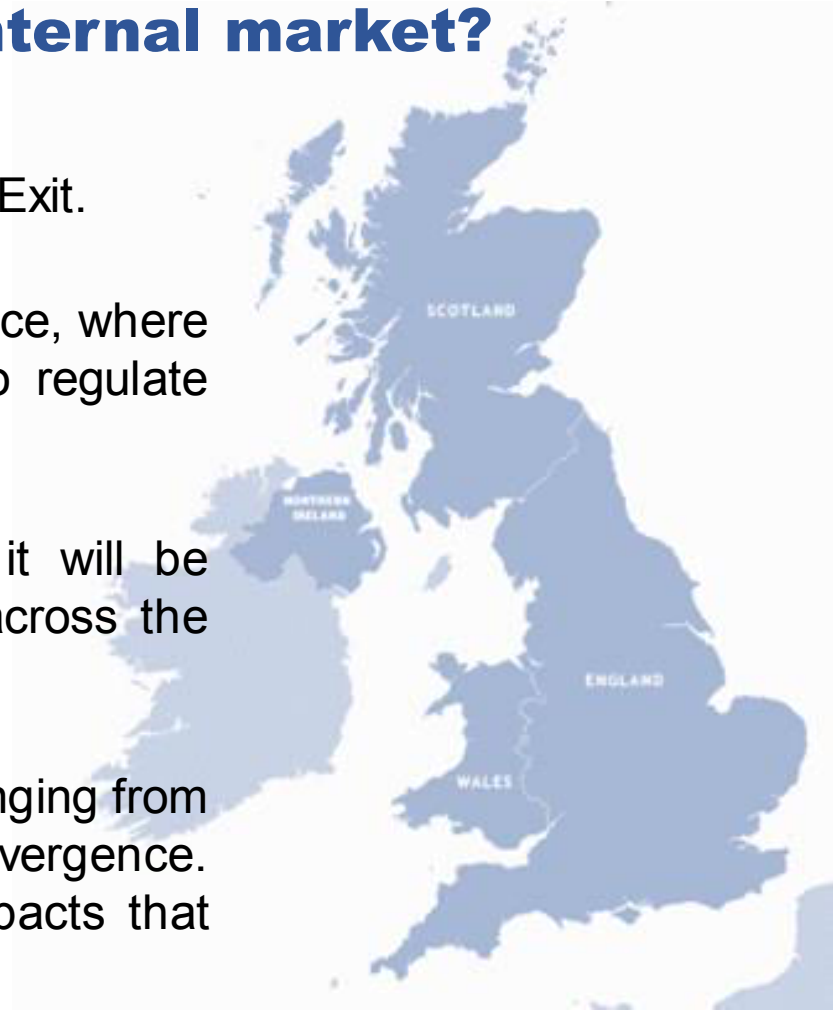 nternal market?
Exit.
ce, where
o regulate
it will be
across the
nging from
vergence.
pacts that
SCOTLAND
NORTHERN
IRELAND
ENGLAND
WALES